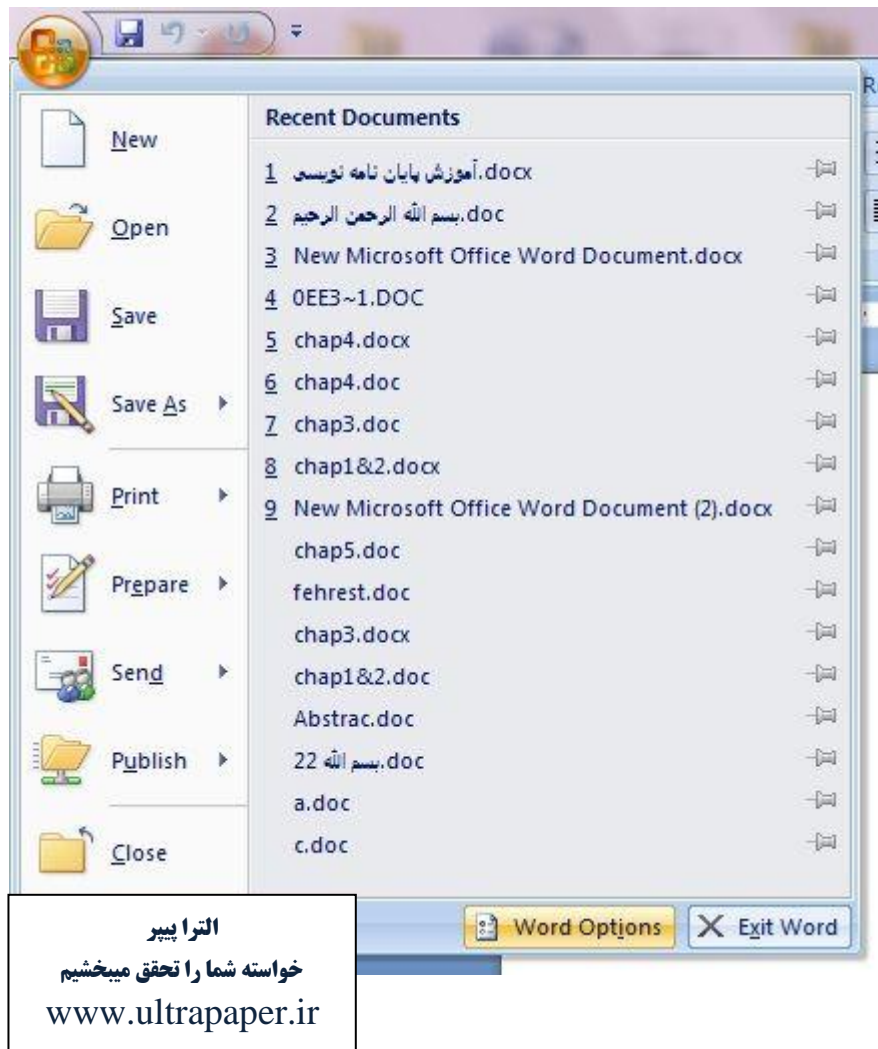 R
Recent Documents
New
Open
Save
Save As
Print
Prepare
Send
Publish
Close
1 آموزش پایان نامه نویسی.docx
2 بسم الله الرحمن الرحیم.doc
3 New Microsoft Office Word Document.docx
4 0EE3~1.DOC
5 chap4.docx
6 chap4.doc
7 chap3.doc
8 chap1&2.docx
9 New Microsoft Office Word Document (2).docx
chap5.doc
fehrest.doc
chap3.docx
chap1&2.doc
Abstrac.doc
22 بسم الله.doc
a.doc
c.doc
Word Options
Exit Word
الترا پیپر
خواسته شما را تحقق میبخشیم
www.ultrapaper.ir